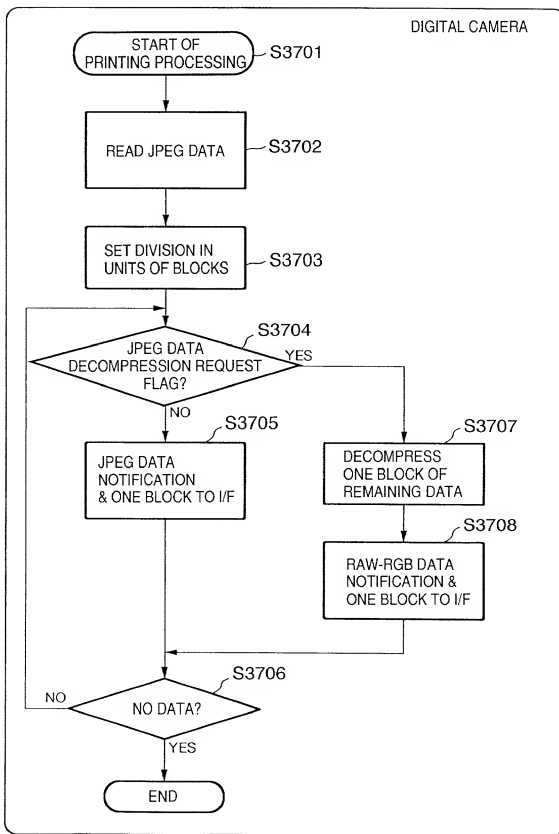 DIGITAL CAMERA
START OF
PRINTING PROCESSING
S3701
READ JPEG DATA
S3702
SET DIVISION IN
UNITS OF BLOCKS
S3703
S3704
JPEG DATA
DECOMPRESSION REQUEST
FLAG?
YES
NO
S3705
JPEG DATA
NOTIFICATION
& ONE BLOCK TO I/F
S3707
DECOMPRESS
ONE BLOCK OF
REMAINING DATA
S3708
RAW-RGB DATA
NOTIFICATION &
ONE BLOCK TO I/F
S3706
NO
NO DATA?
YES
END